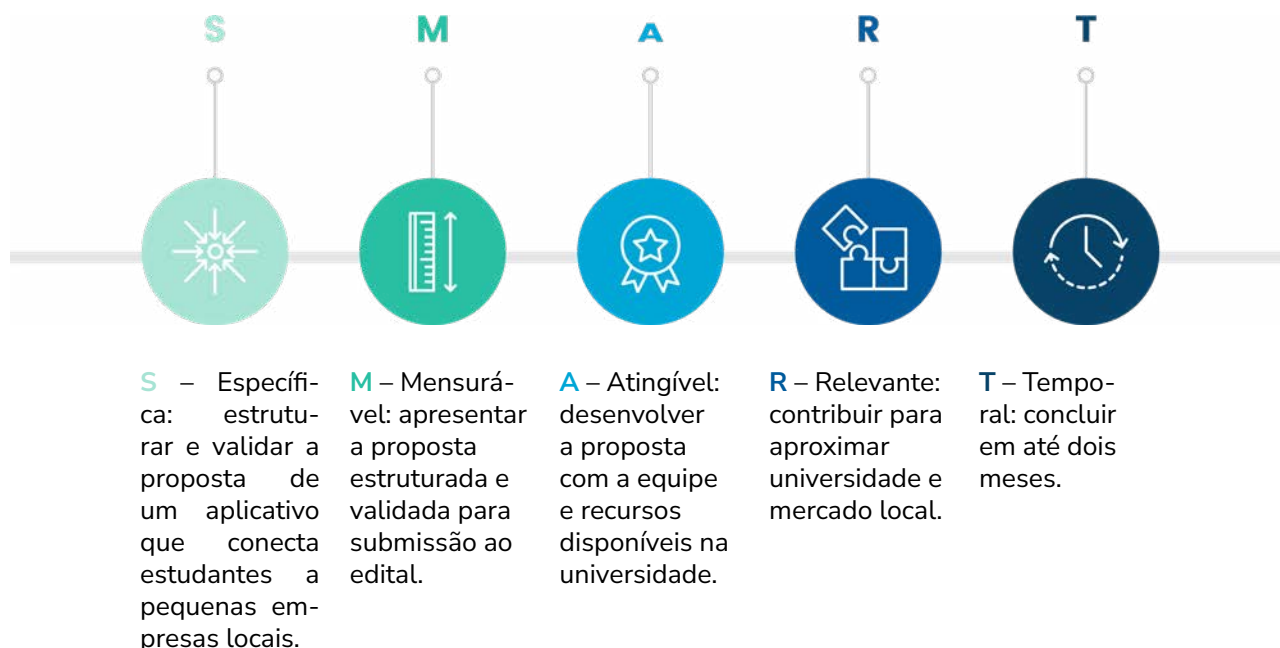 S
M
A
R
T
S – Específi-
ca: estrutu-
rar e validar a
proposta de
um aplicativo
que conecta
estudantes a
pequenas em-
presas locais.
M – Mensurá-
vel: apresentar
a proposta
estruturada e
validada para
submissão ao
edital.
A – Atingível:
desenvolver
a proposta
com a equipe
e recursos
disponíveis na
universidade.
R – Relevante:
contribuir para
aproximar
universidade e
mercado local.
T – Tempo-
ral: concluir
em até dois
meses.